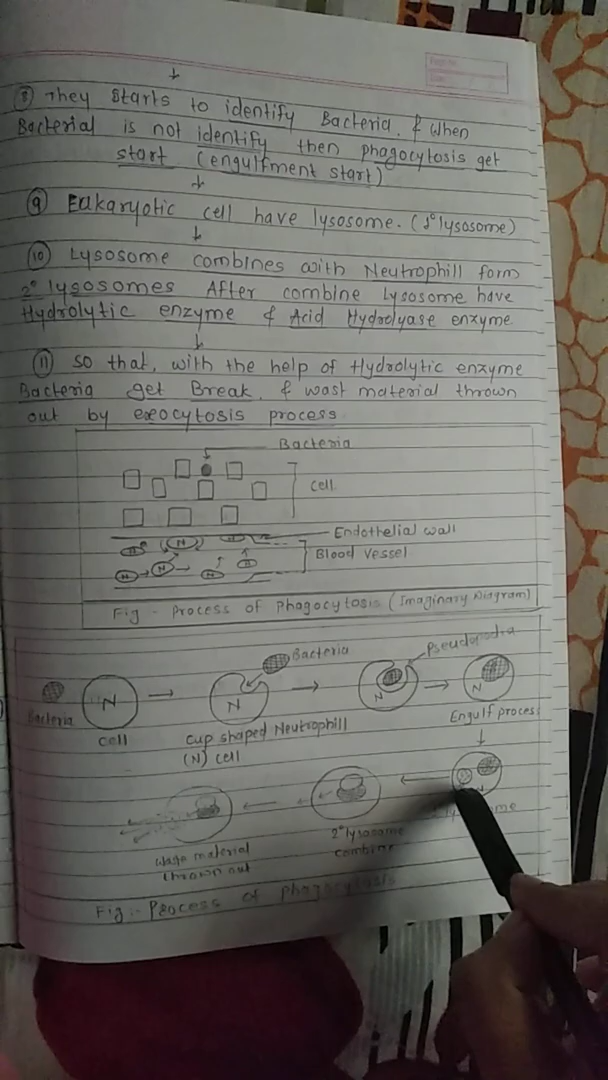 ⑧ They starts to identify Bacteria. & when
Bacterial is not identify then phagocytosis get
start (engulfment start)
⑨ Eukaryotic cell have lysosome. (1° lysosome)
⑩ Lysosome combines with Neutrophill form
2° lysosomes After combine Lysosome have
Hydrolytic enzyme & Acid Hydrolyase enzyme
⑪ so that, with the help of Hydrolytic enzyme
Bacteria get Break. & wast material thrown
out by exocytosis process
Bacteria
cell
Endothelial wall
Blood vessel
N
N
N
Fig - Process of Phagocytosis (Imaginary Diagram)
Bacteria
Pseudopodia
N
N
N
N
Bacteria
cell
cup shaped Neutrophill
(N) cell
Engulf process
N
2° lysosome
combine
waste material
thrown out
Fig :- Process of phagocytosis